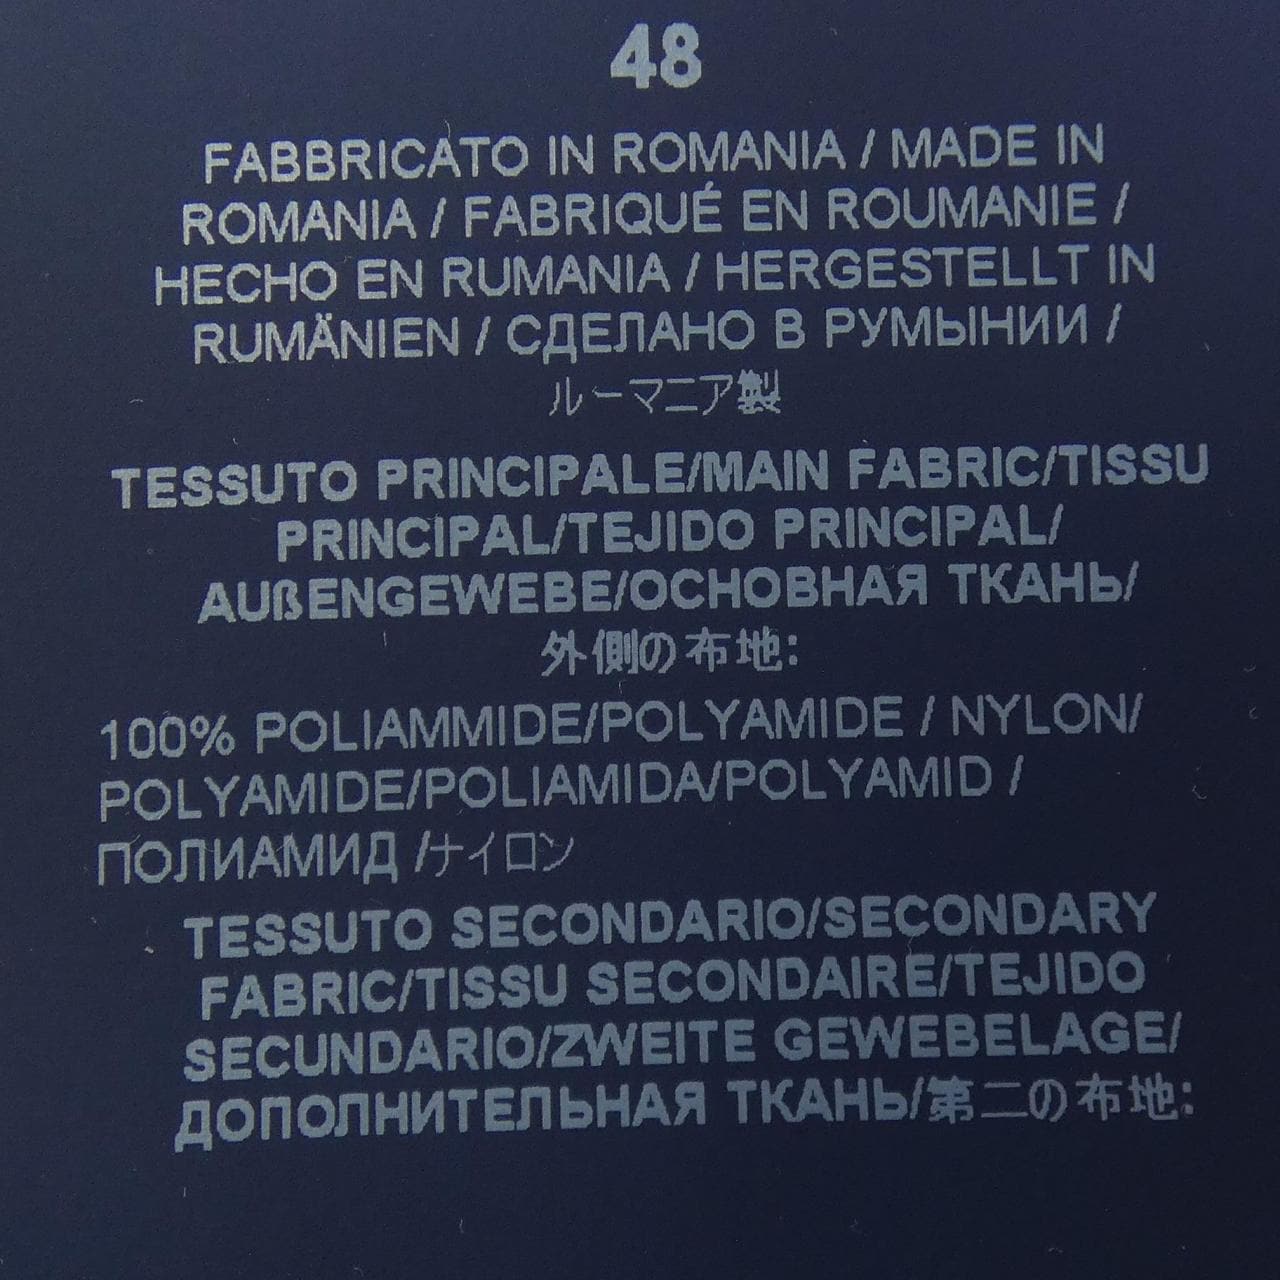 48
FABBRICATO IN ROMANIA / MADE IN
ROMANIA / FABRIQUÉ EN ROUMANIE /
HECHO EN RUMANIA / HERGESTELLT IN
RUMÄNIEN / СДЕЛАНО В РУМЫНИИ /
ルーマニア製
TESSUTO PRINCIPALE/MAIN FABRIC/TISSU
PRINCIPAL/TEJIDO PRINCIPAL/
AUßENGEWEBE/ОСНОВНАЯ ТКАНЬ/
外側の布地:
100% POLIAMMIDE/POLYAMIDE / NYLON/
POLYAMIDE/POLIAMIDA/POLYAMID /
ПОЛИАМИД /ナイロン
TESSUTO SECONDARIO/SECONDARY
FABRIC/TISSU SECONDAIRE/TEJIDO
SECUNDARIO/ZWEITE GEWEBELAGE/
ДОПОЛНИТЕЛЬНАЯ ТКАНЬ/第二の布地: